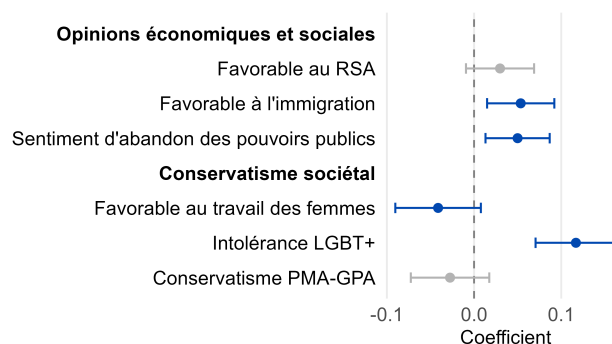 Opinions économiques et sociales
Favorable au RSA
Favorable à l'immigration
Sentiment d'abandon des pouvoirs publics
Conservatisme sociétal
Favorable au travail des femmes
Intolérance LGBT+
Conservatisme PMA-GPA
-0.1 0.0 0.1
Coefficient